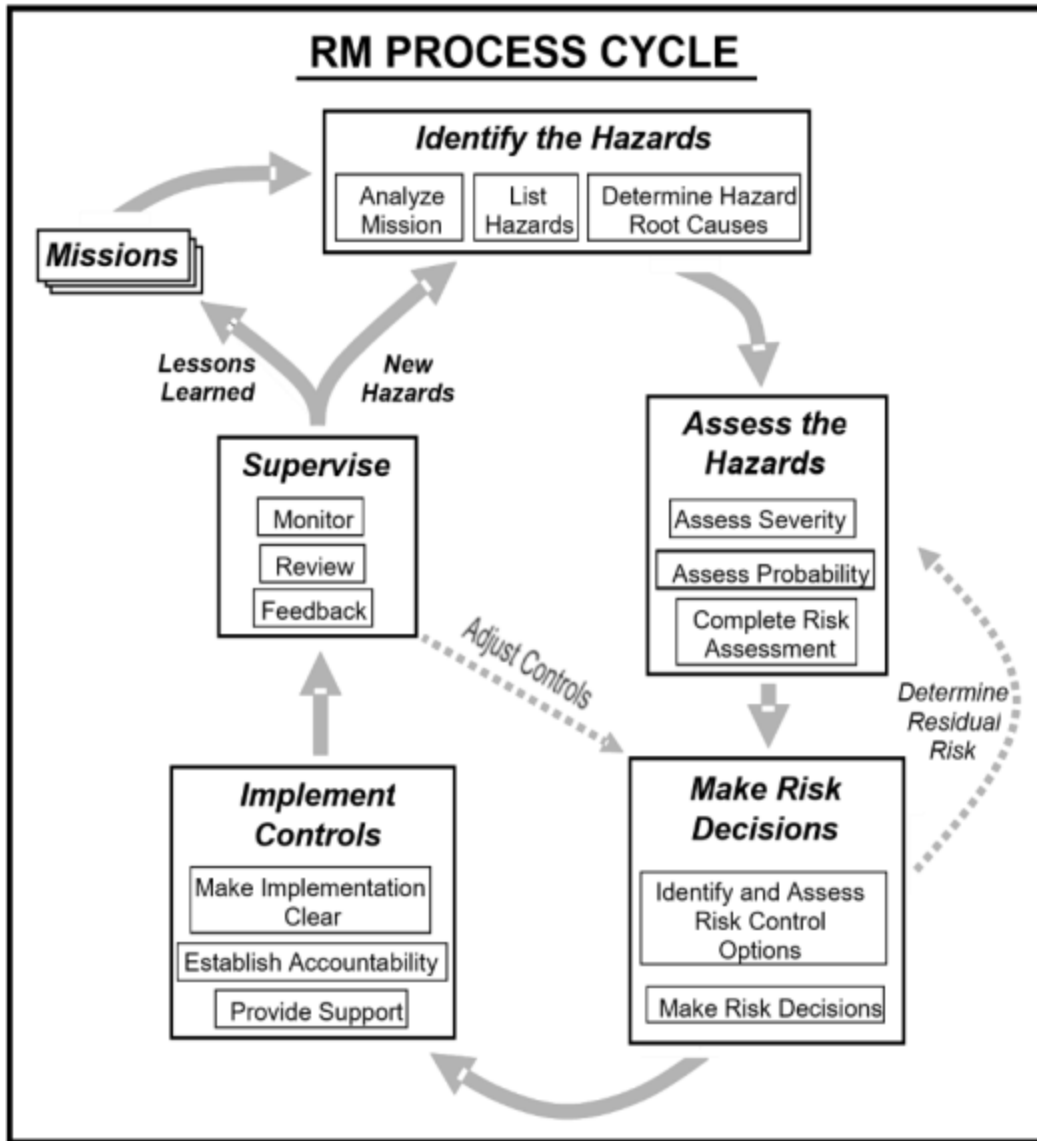 RM PROCESS CYCLE
Identify the Hazards
Analyze
Mission
List
Hazards
Determine Hazard
Root Causes
Missions
Lessons
Learned
New
Hazards
Assess the
Hazards
Assess Severity
Assess Probability
Complete Risk
Assessment
Supervise
Monitor
Review
Feedback
Adjust Controls
Determine
Residual
Risk
Make Risk
Decisions
Identify and Assess
Risk Control
Options
Make Risk Decisions
Implement
Controls
Make Implementation
Clear
Establish Accountability
Provide Support